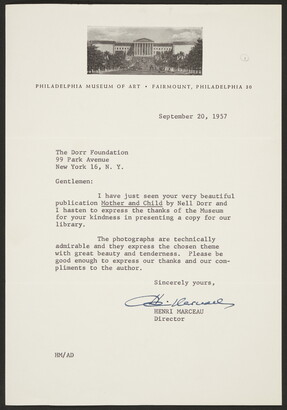 PHILADELPHIA MUSEUM OF ART • FAIRMOUNT, PHILADELPHIA 30
September 20, 1957
The Dorr Foundation
99 Park Avenue
New York 16, N. Y.
Gentlemen:
I have just seen your very beautiful
publication Mother and Child by Nell Dorr and
I hasten to express the thanks of the Museum
for your kindness in presenting a copy for our
library.
The photographs are technically
admirable and they express the chosen theme
with great beauty and tenderness. Please be
good enough to express our thanks and our com-
pliments to the author.
Sincerely yours,
HENRI MARCEAU
Director
HM/AD